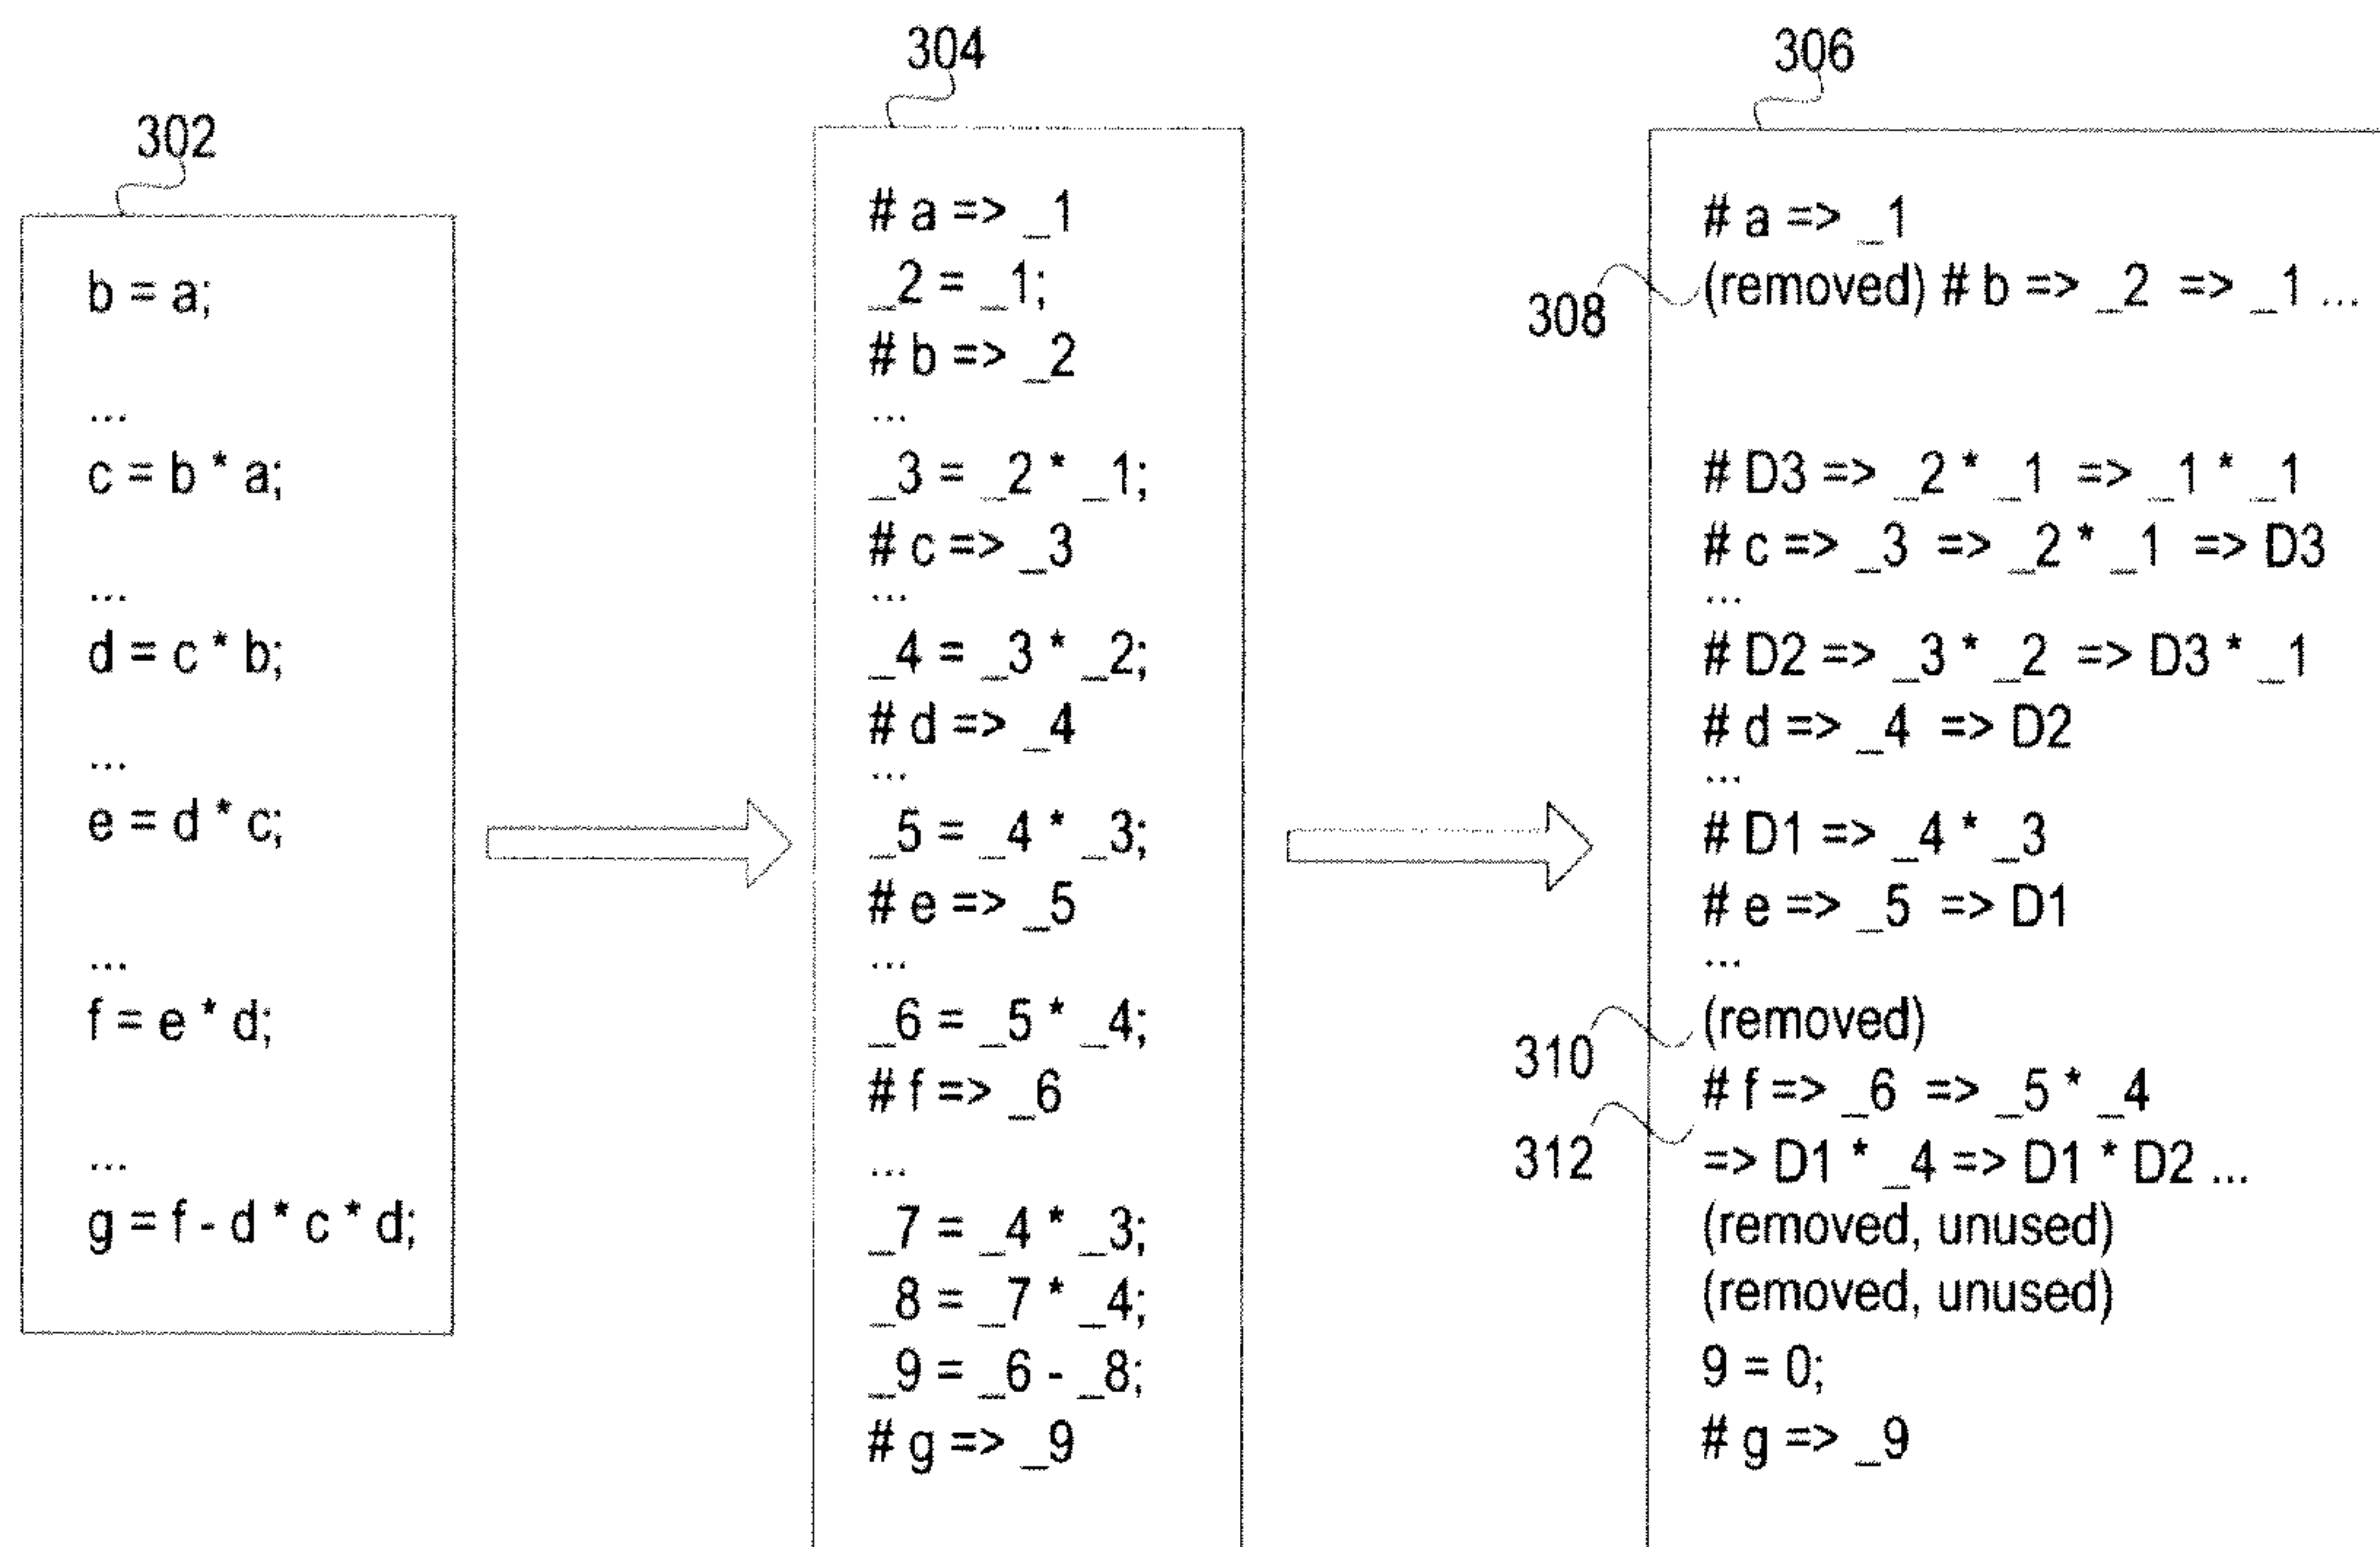 302
b = a;
...
c = b * a;
...
d = c * b;
...
e = d * c;
...
f = e * d;
...
g = f - d * c * d;
304
# a => _1
_2 = _1;
# b => _2
...
_3 = _2 * _1;
# c => _3
...
_4 = _3 * _2;
# d => _4
...
_5 = _4 * _3;
# e => _5
...
_6 = _5 * _4;
# f => _6
...
_7 = _4 * _3;
_8 = _7 * _4;
_9 = _6 - _8;
# g => _9
306
# a => _1
308
(removed) # b => _2 => _1 ...
# D3 => _2 * _1 => _1 * _1
# c => _3 => _2 * _1 => D3
...
# D2 => _3 * _2 => D3 * _1
# d => _4 => D2
...
# D1 => _4 * _3
# e => _5 => D1
...
310
(removed)
# f => _6 => _5 * _4
312
=> D1 * _4 => D1 * D2 ...
(removed, unused)
(removed, unused)
9 = 0;
# g => _9